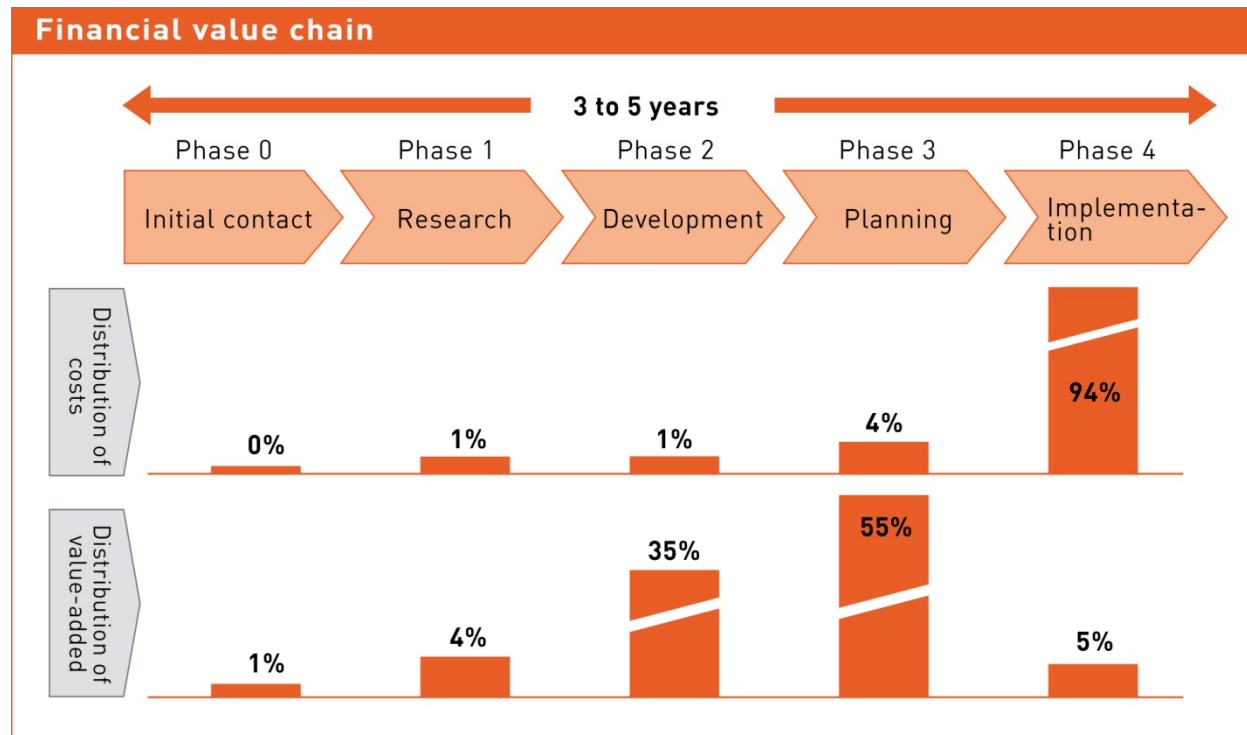 Financial value chain
3 to 5 years
Phase 0
Phase 1
Phase 2
Phase 3
Phase 4
Initial contact
Research
Development
Planning
Implementa-
tion
Distribution of
costs
0%
1%
1%
4%
94%
Distribution of
value-added
1%
4%
35%
55%
5%